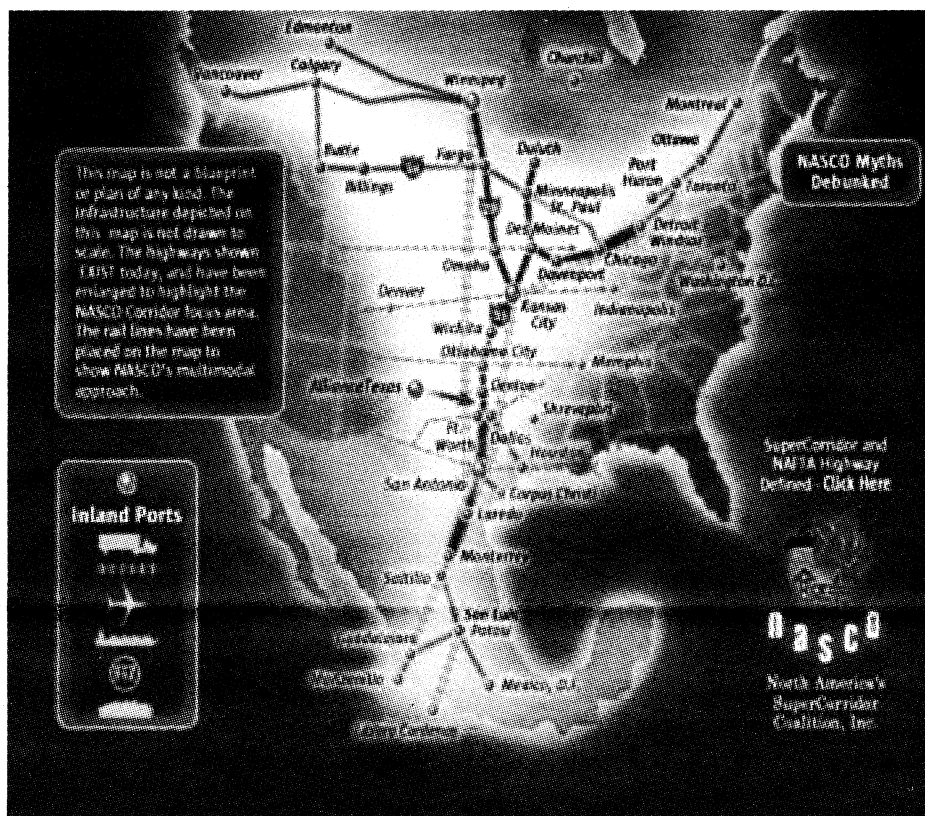 Edmonton
Churchill
Vancouver
Calgary
Winnipeg
Montreal
Ottawa
Butte
Billings
Fargo
Duluth
Port
Huron
Toronto
Minneapolis
St. Paul
Des Moines
Detroit
Windsor
Omaha
Davenport
Chicago
Washington D.C.
Denver
Kansas
City
Indianapolis
Wichita
Oklahoma City
Memphis
AllianceTexas
Denton
Shreveport
Ft.
Worth
Dallas
Houston
San Antonio
Corpus Christi
Laredo
Monterrey
Saltillo
San Luis
Potosi
Guadalajara
Manzanillo
Mexico, D.F.
Lázaro Cardenas
This map is not a blueprint
or plan of any kind. The
infrastructure depicted on
this map is not drawn to
scale. The highways shown
EXIST today, and have been
enlarged to highlight the
NASCO Corridor focus area.
The rail lines have been
placed on the map to
show NASCO's multimodal
approach.
NASCO Myths
Debunked
Inland Ports
SuperCorridor and
NAFTA Highway
Defined - Click Here
nasco
North America's
SuperCorridor
Coalition, Inc.